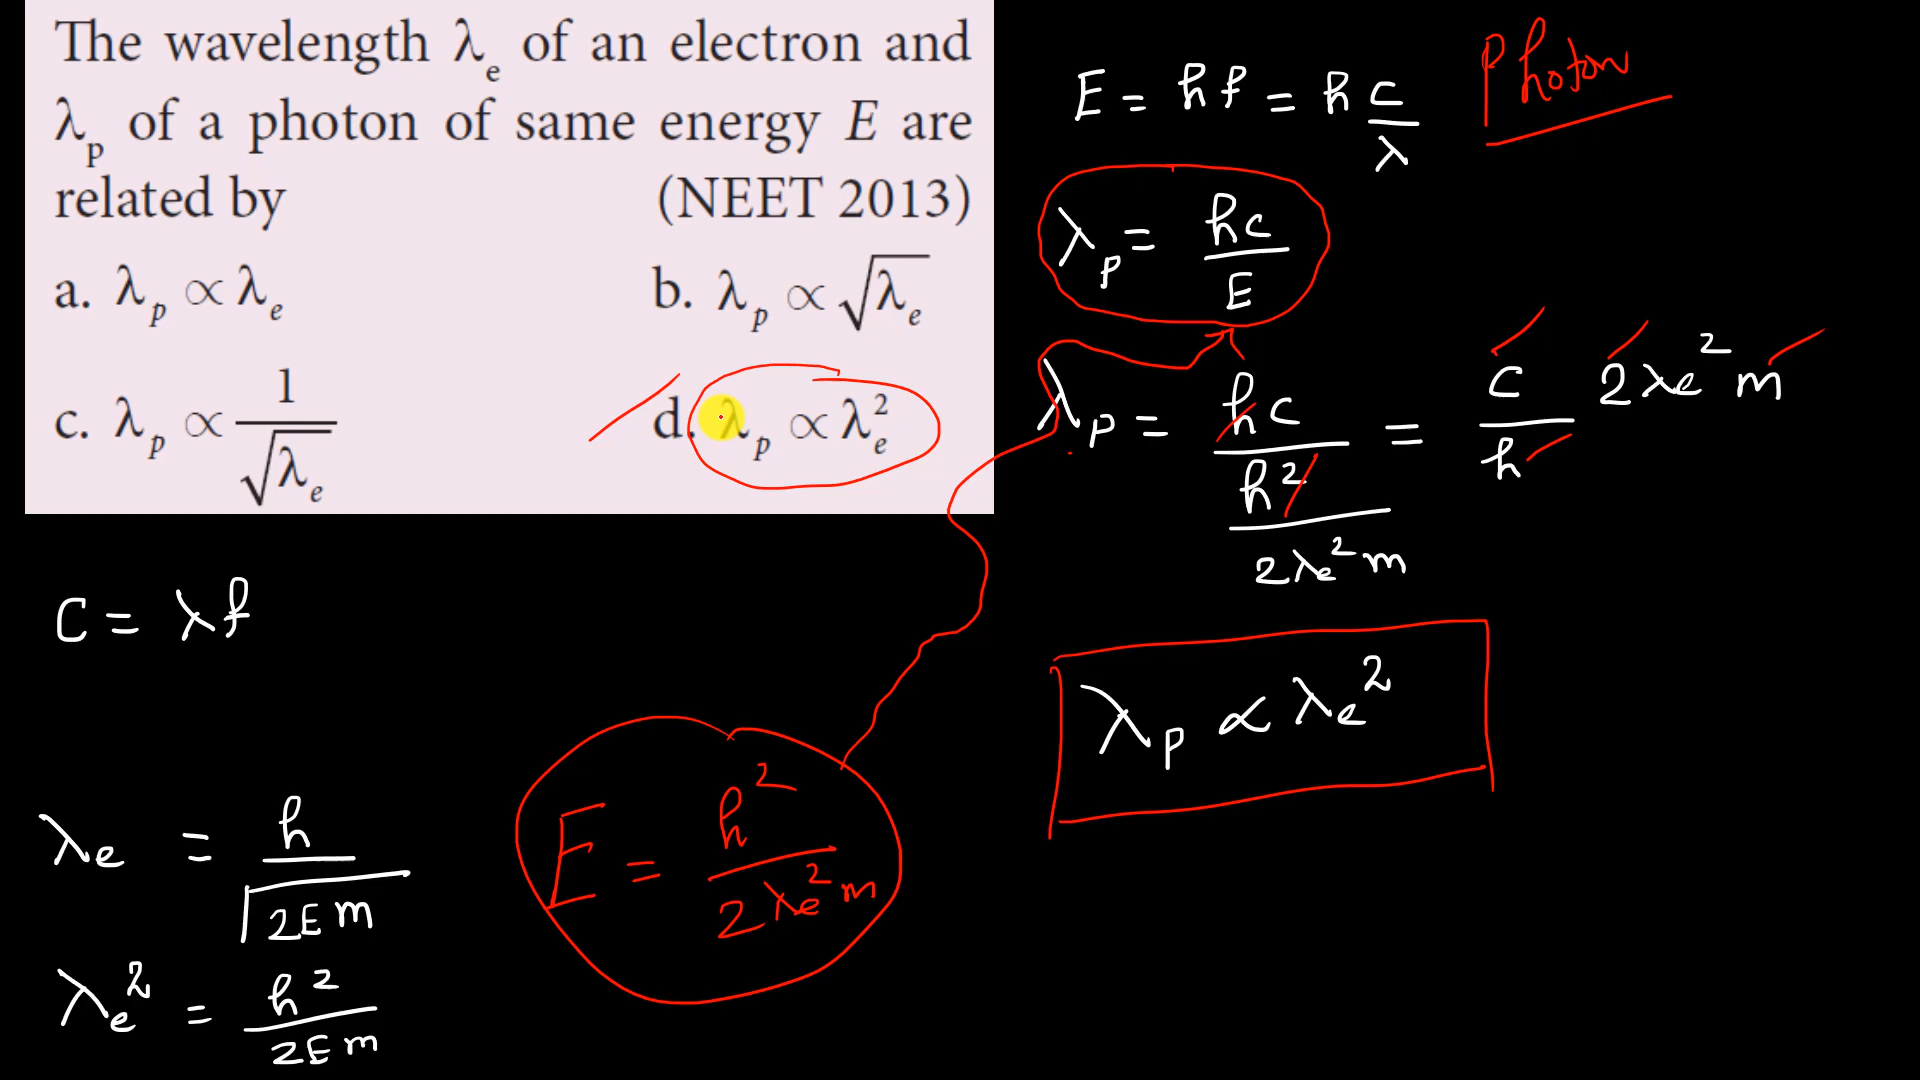 The wavelength λe of an electron and
λp of a photon of same energy E are
related by (NEET 2013)
a. λp ∝ λe b. λp ∝ √λe
c. λp ∝ 1/√λe d. λp ∝ λe²
C = λf
λe = h/√2Em
λe² = h²/2Em
E = h²/2λe²m
Photon
E = hf = h c/λ
λp = hc/E
λp = hc/(h²/2λe²m) = c/h 2λe²m
λp ∝ λe²